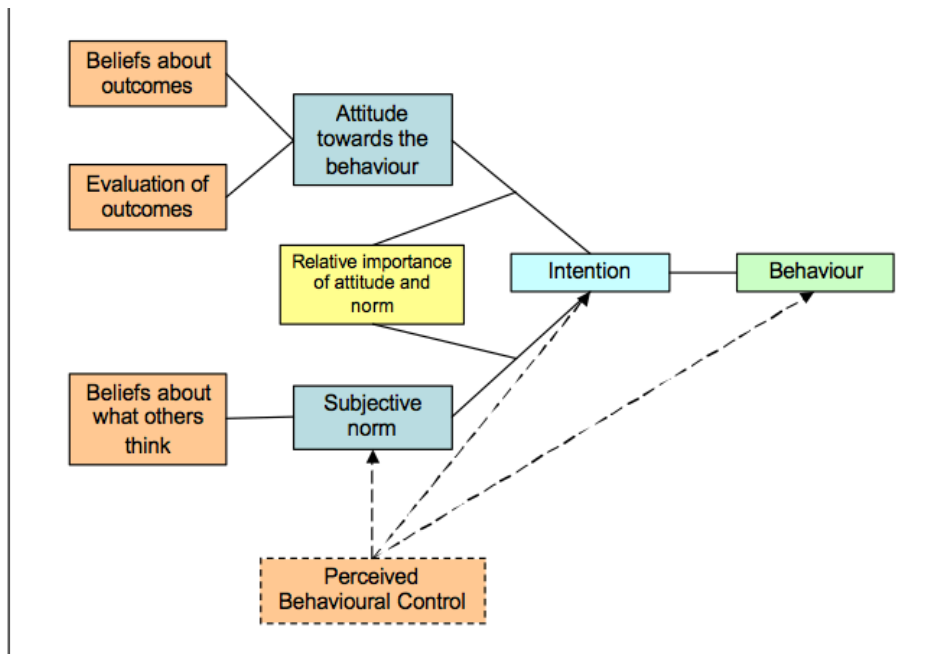 Beliefs about
outcomes
Attitude
towards the
behaviour
Evaluation of
outcomes
Relative importance
of attitude and
norm
Intention
Behaviour
Beliefs about
what others
think
Subjective
norm
Perceived
Behavioural Control